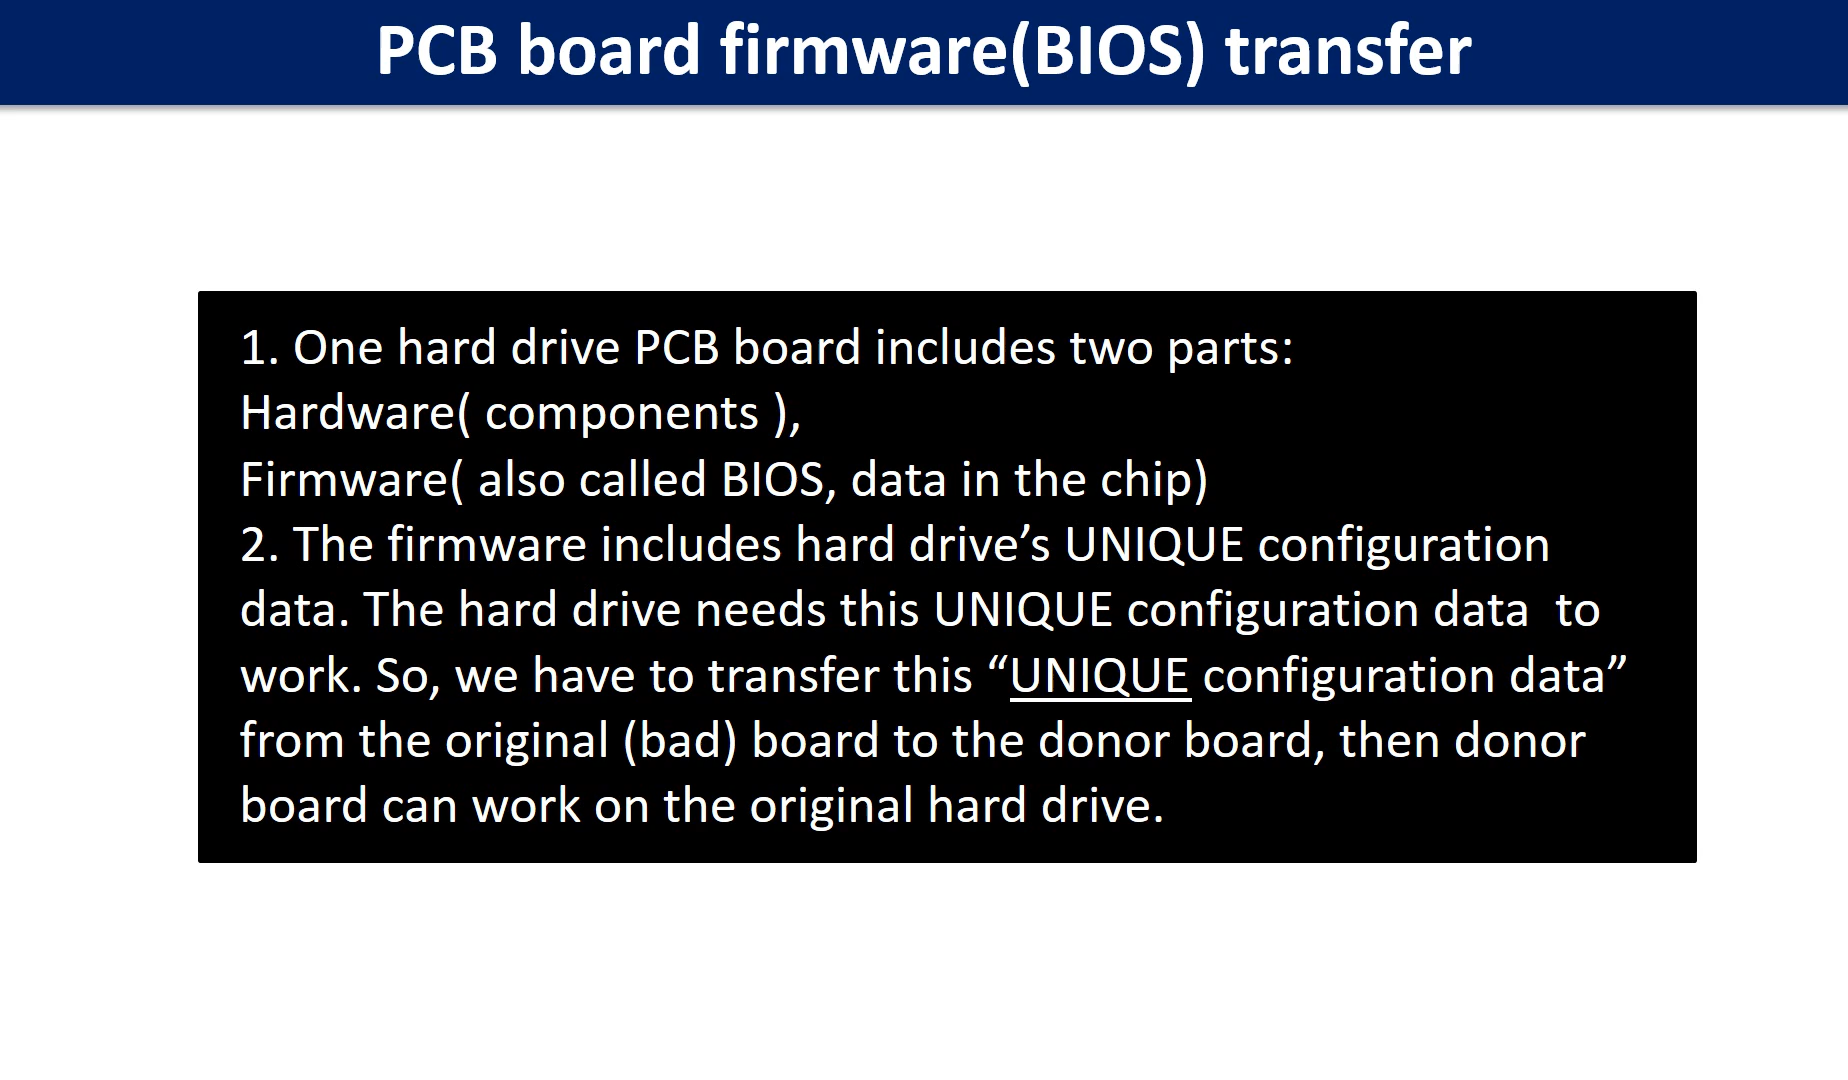 PCB board firmware(BIOS) transfer
1. One hard drive PCB board includes two parts:
Hardware( components ),
Firmware( also called BIOS, data in the chip)
2. The firmware includes hard drive’s UNIQUE configuration
data. The hard drive needs this UNIQUE configuration data  to
work. So, we have to transfer this “UNIQUE configuration data”
from the original (bad) board to the donor board, then donor
board can work on the original hard drive.